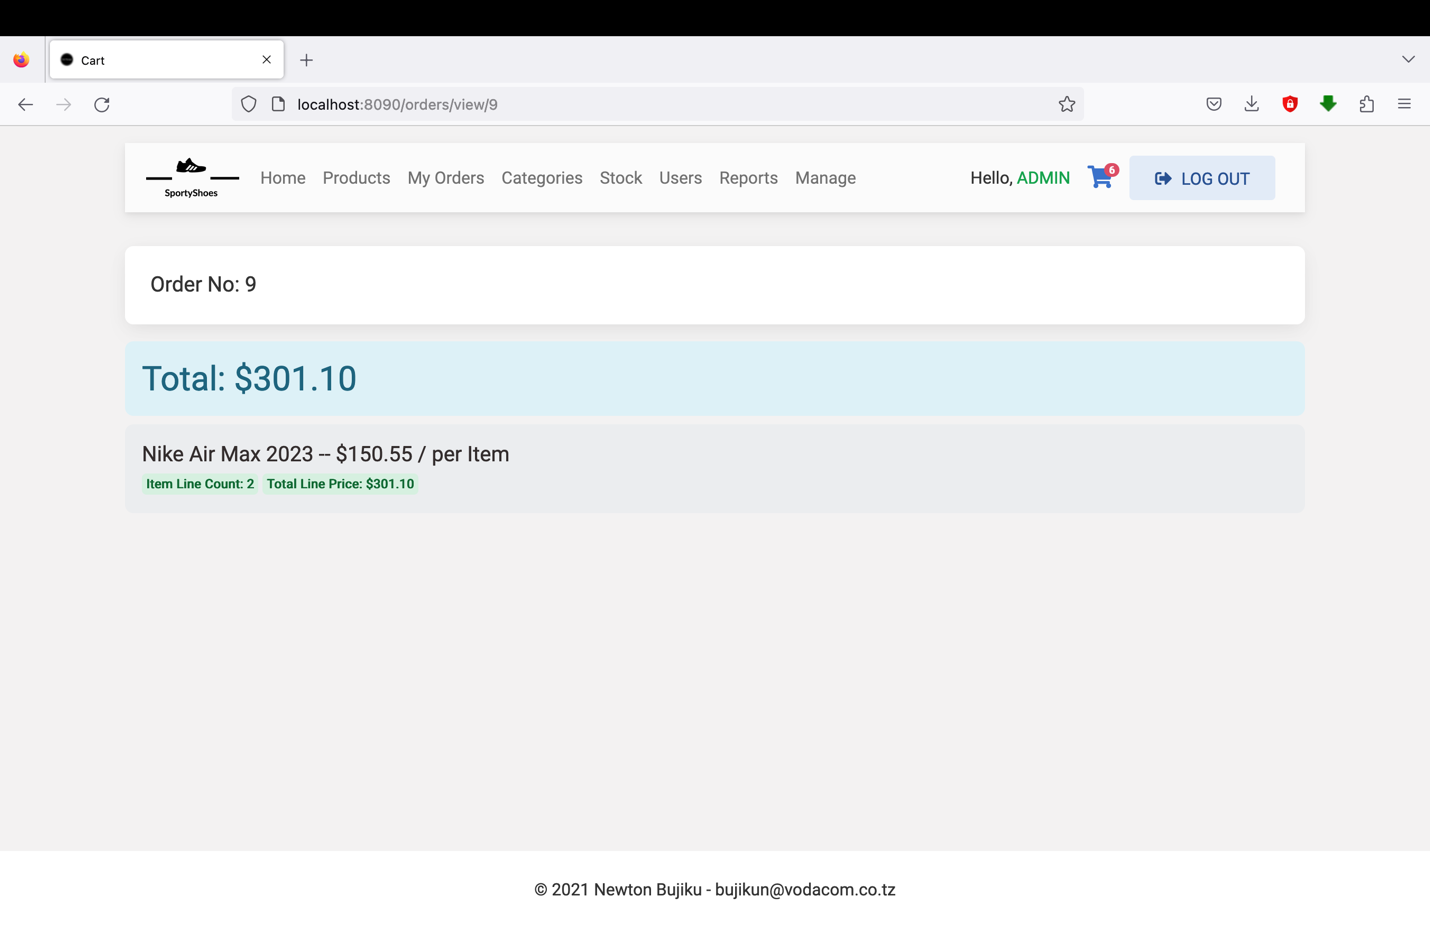 Cart
localhost:8090/orders/view/9
SportyShoes
Home Products My Orders Categories Stock Users Reports Manage
Hello, ADMIN 6 LOG OUT
Order No: 9
Total: $301.10
Nike Air Max 2023 -- $150.55 / per Item
Item Line Count: 2 Total Line Price: $301.10
© 2021 Newton Bujiku - bujikun@vodacom.co.tz